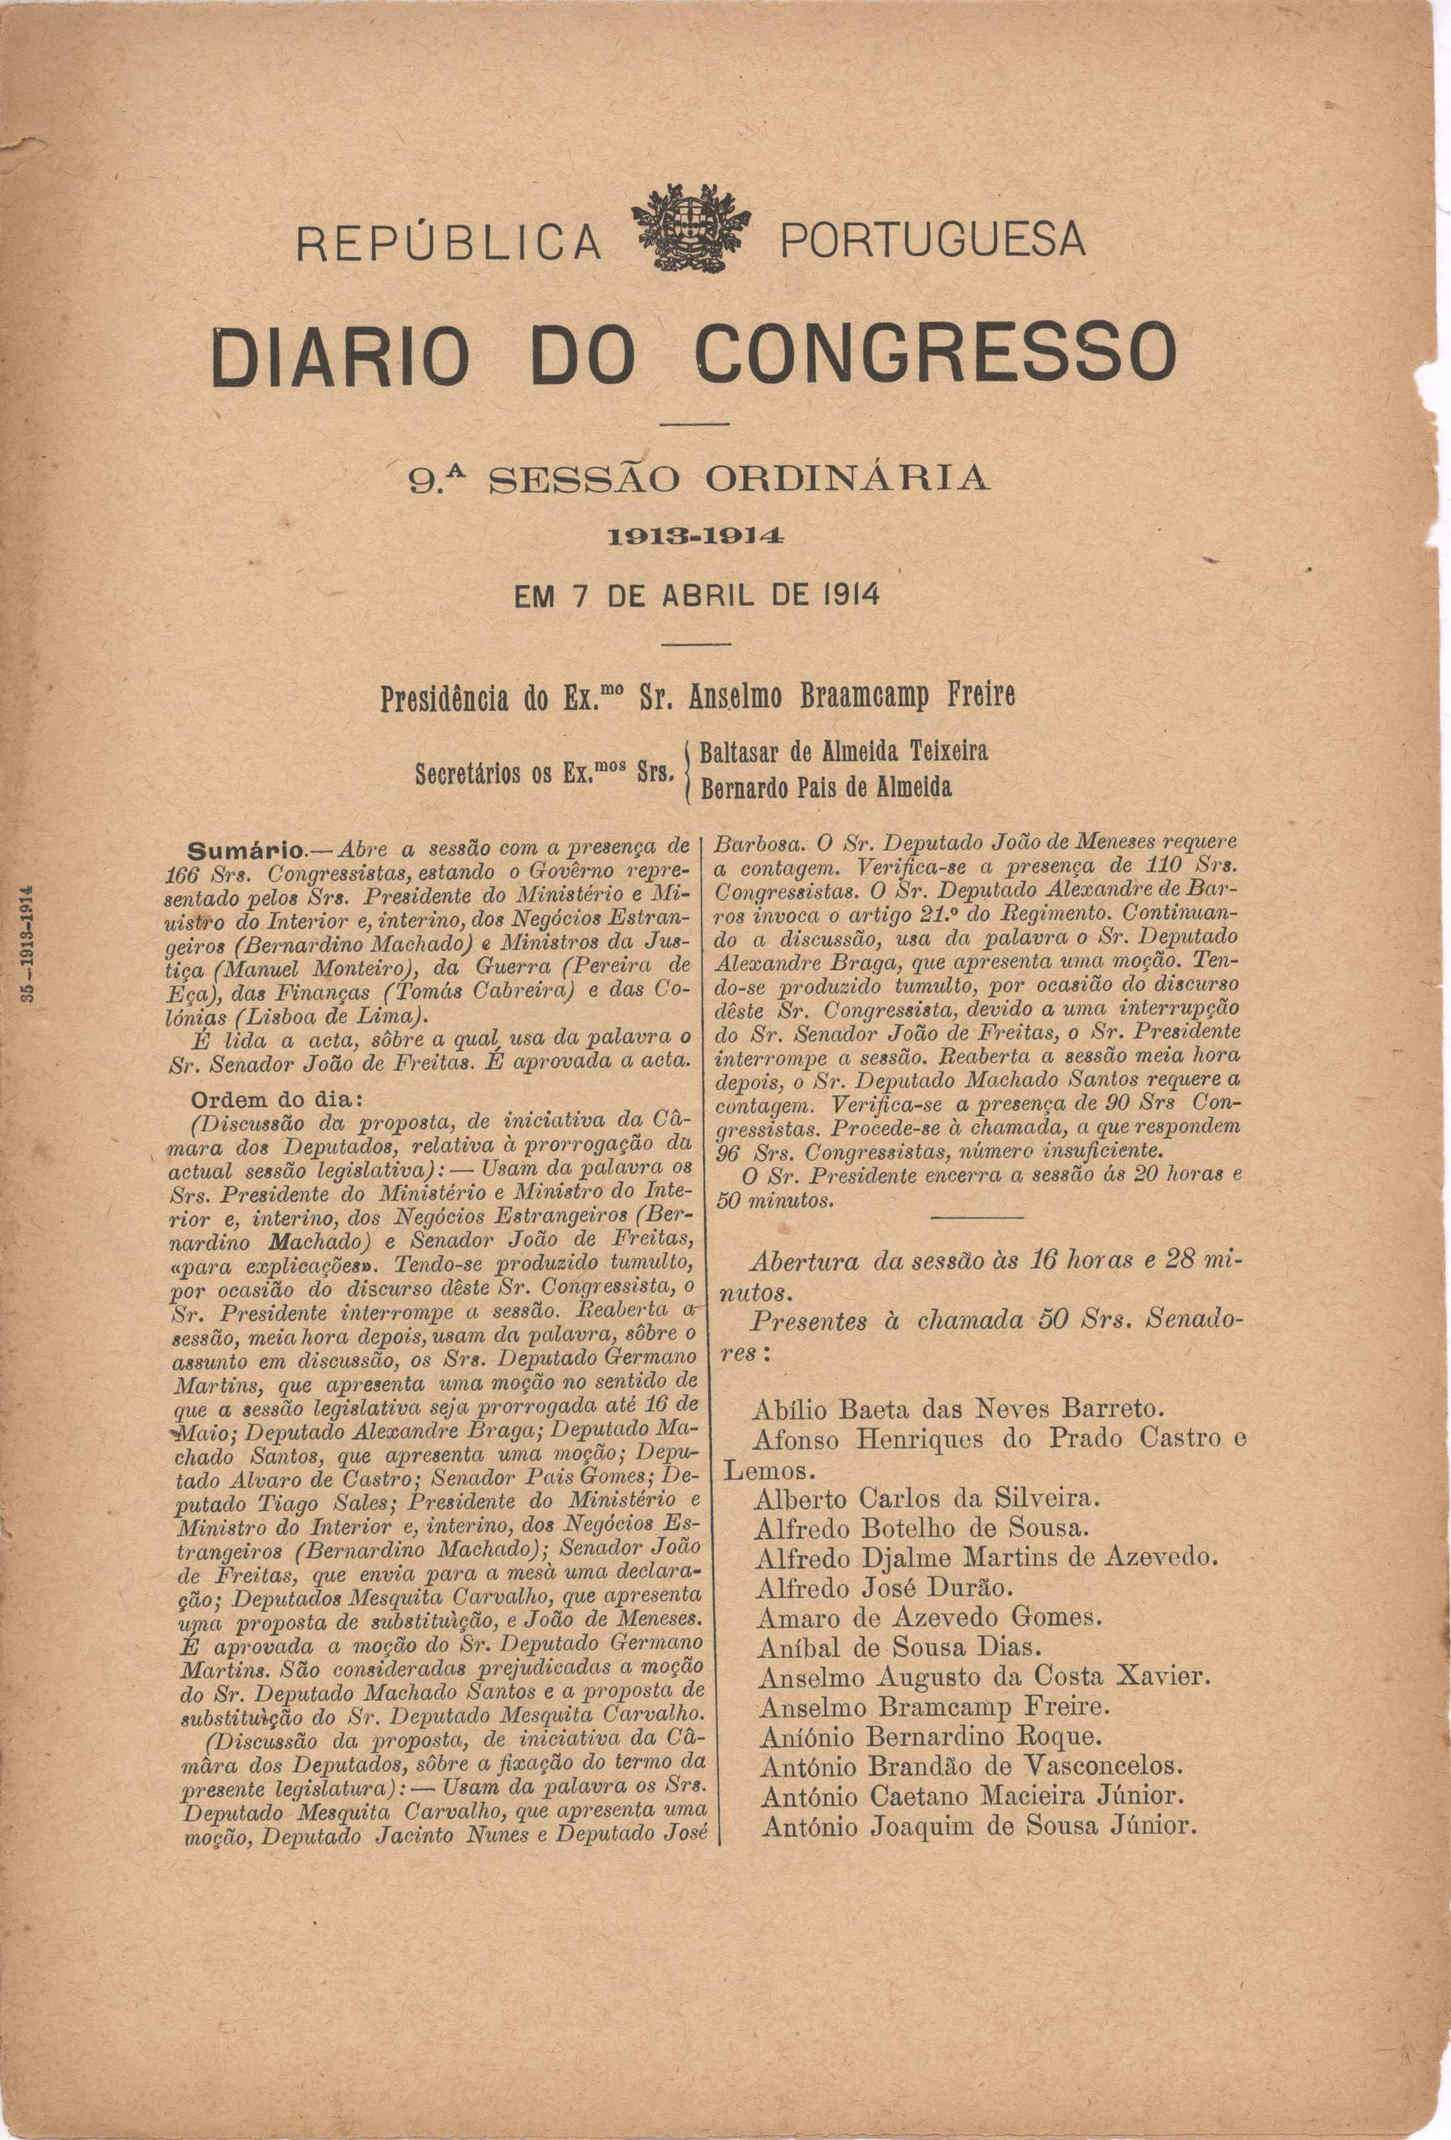 REPÚBLICA PORTUGUESA
DIARIO DO CONGRESSO
9.ª SESSÃO ORDINÁRIA
1913-1914
EM 7 DE ABRIL DE 1914
Presidência do Ex.mo Sr. Anselmo Braamcamp Freire
Secretários os Ex.mos Srs.
Baltasar de Almeida Teixeira
Bernardo Pais de Almeida
35-1913-1914
Sumário.—Abre a sessão com a presença de
166 Srs. Congressistas, estando o Govêrno repre-
sentado pelos Srs. Presidente do Ministério e Mi-
uistro do Interior e, interino, dos Negócios Estran-
geiros (Bernardino Machado) e Ministros da Jus-
tiça (Manuel Monteiro), da Guerra (Pereira de
Eça), das Finanças (Tomás Cabreira) e das Co-
lónias (Lisboa de Lima).
É lida a acta, sôbre a qual usa da palavra o
Sr. Senador João de Freitas. É aprovada a acta.
Ordem do dia:
(Discussão da proposta, de iniciativa da Câ-
mara dos Deputados, relativa à prorrogação da
actual sessão legislativa):—Usam da palavra os
Srs. Presidente do Ministério e Ministro do Inte-
rior e, interino, dos Negócios Estrangeiros (Ber-
nardino Machado) e Senador João de Freitas,
«para explicações». Tendo-se produzido tumulto,
por ocasião do discurso dêste Sr. Congressista, o
Sr. Presidente interrompe a sessão. Reaberta a
sessão, meia hora depois, usam da palavra, sôbre o
assunto em discussão, os Srs. Deputado Germano
Martins, que apresenta uma moção no sentido de
que a sessão legislativa seja prorrogada até 16 de
Maio; Deputado Alexandre Braga; Deputado Ma-
chado Santos, que apresenta uma moção; Depu-
tado Alvaro de Castro; Senador Pais Gomes; De-
putado Tiago Sales; Presidente do Ministério e
Ministro do Interior e, interino, dos Negócios Es-
trangeiros (Bernardino Machado); Senador João
de Freitas, que envia para a mesà uma declara-
ção; Deputados Mesquita Carvalho, que apresenta
uma proposta de substituìção, e João de Meneses.
É aprovada a moção do Sr. Deputado Germano
Martins. São consideradas prejudicadas a moção
do Sr. Deputado Machado Santos e a proposta de
substituìção do Sr. Deputado Mesquita Carvalho.
(Discussão da proposta, de iniciativa da Câ-
mâra dos Deputados, sôbre a fixação do termo da
presente legislatura):—Usam da palavra os Srs.
Deputado Mesquita Carvalho, que apresenta uma
moção, Deputado Jacinto Nunes e Deputado José
Barbosa. O Sr. Deputado João de Meneses requere
a contagem. Verifica-se a presença de 110 Srs.
Congressistas. O Sr. Deputado Alexandre de Bar-
ros invoca o artigo 21.º do Regimento. Continuan-
do a discussão, usa da palavra o Sr. Deputado
Alexandre Braga, que apresenta uma moção. Ten-
do-se produzido tumulto, por ocasião do discurso
dêste Sr. Congressista, devido a uma interrupção
do Sr. Senador João de Freitas, o Sr. Presidente
interrompe a sessão. Reaberta a sessão meia hora
depois, o Sr. Deputado Machado Santos requere a
contagem. Verifica-se a presença de 90 Srs Con-
gressistas. Procede-se à chamada, a que respondem
96 Srs. Congressistas, número insuficiente.
O Sr. Presidente encerra a sessão ás 20 horas e
50 minutos.
Abertura da sessão às 16 horas e 28 mi-
nutos.
Presentes à chamada 50 Srs. Senado-
res:
Abílio Baeta das Neves Barreto.
Afonso Henriques do Prado Castro e
Lemos.
Alberto Carlos da Silveira.
Alfredo Botelho de Sousa.
Alfredo Djalme Martins de Azevedo.
Alfredo José Durão.
Amaro de Azevedo Gomes.
Aníbal de Sousa Dias.
Anselmo Augusto da Costa Xavier.
Anselmo Bramcamp Freire.
Aníónio Bernardino Roque.
António Brandão de Vasconcelos.
António Caetano Macieira Júnior.
António Joaquim de Sousa Júnior.